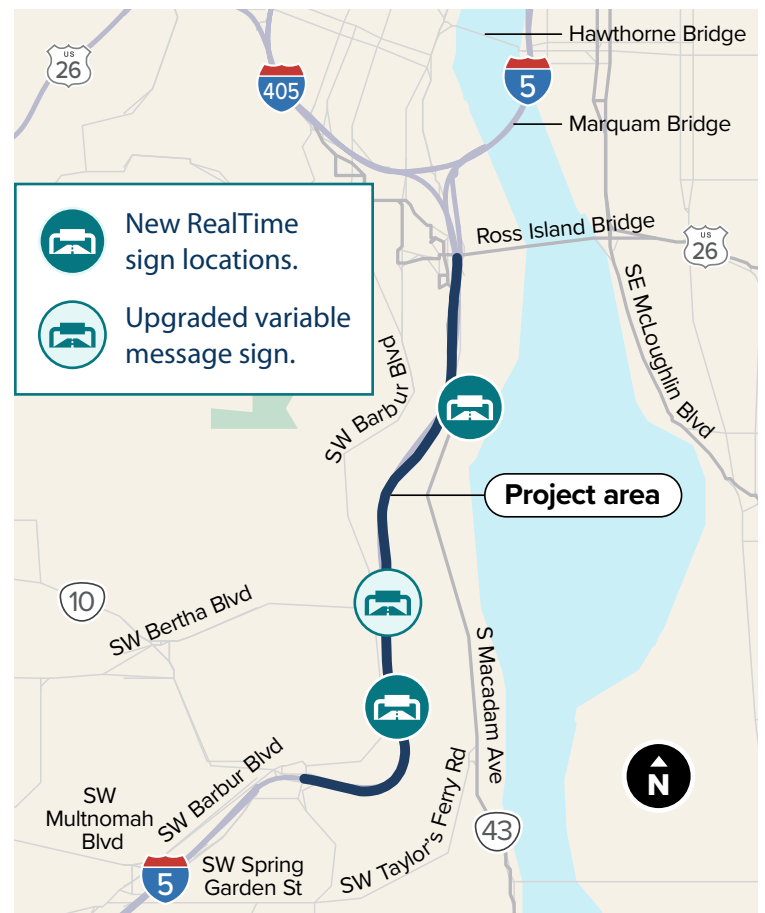 Hawthorne Bridge
US
26
405
5
Marquam Bridge
New RealTime
sign locations.
Upgraded variable
message sign.
Ross Island Bridge
US
26
SE McLoughlin Blvd
SW Barbur Blvd
Project area
10
SW Bertha Blvd
S Macadam Ave
SW Barbur Blvd
N
SW
Multnomah
Blvd
SW Taylor's Ferry Rd
43
5
SW Spring
Garden St